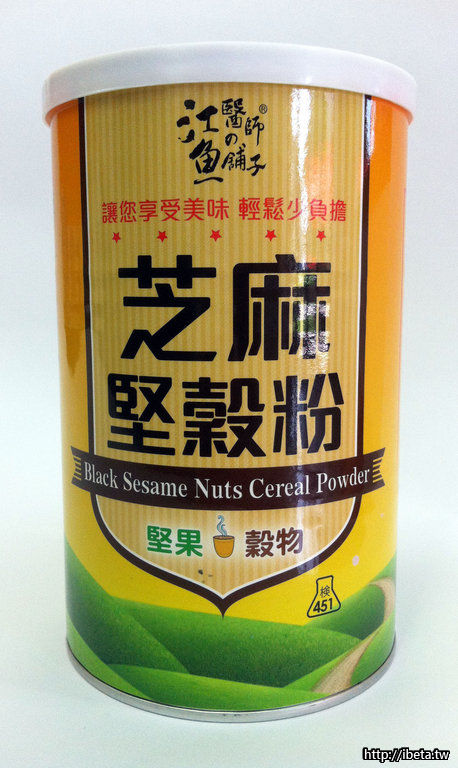 江魚醫師の舖子®
讓您享受美味 輕鬆少負擔
芝麻
堅穀粉
Black Sesame Nuts Cereal Powder
堅果 穀物
検
451
http://ibeta.tw